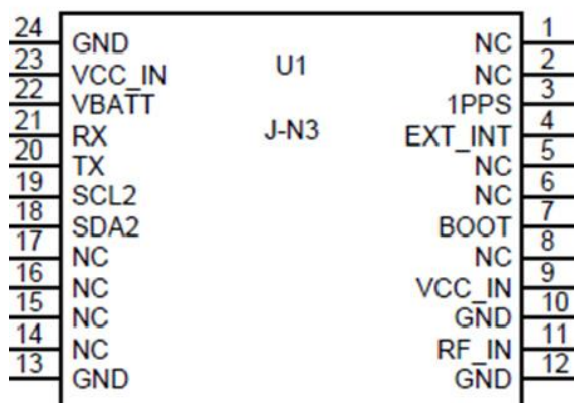 24 GND NC 1
23 VCC_IN U1 NC 2
22 VBATT 1PPS 3
21 RX J-N3 EXT_INT 4
20 TX NC 5
19 SCL2 NC 6
18 SDA2 BOOT 7
17 NC NC 8
16 NC VCC_IN 9
15 NC GND 10
14 NC RF_IN 11
13 GND GND 12